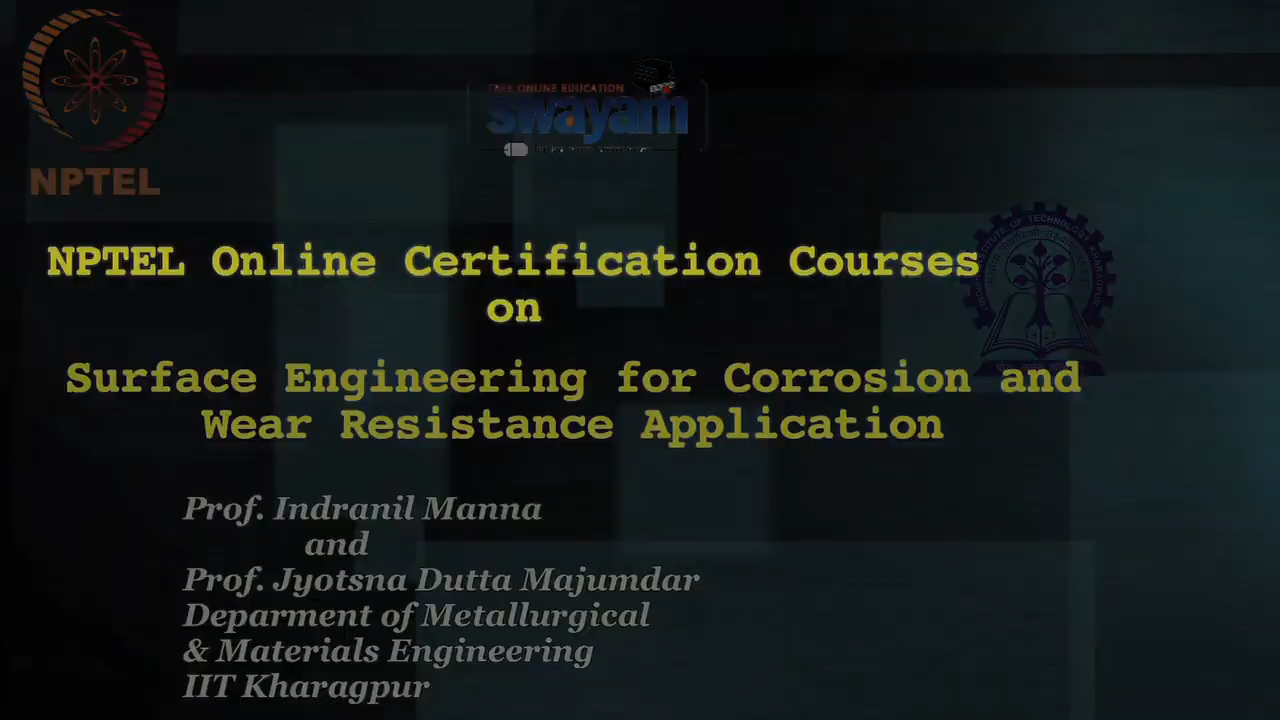 NPTEL
FREE ONLINE EDUCATION
swayam
NPTEL Online Certification Courses
on
Surface Engineering for Corrosion and
Wear Resistance Application
Prof. Indranil Manna
and
Prof. Jyotsna Dutta Majumdar
Deparment of Metallurgical
& Materials Engineering
IIT Kharagpur